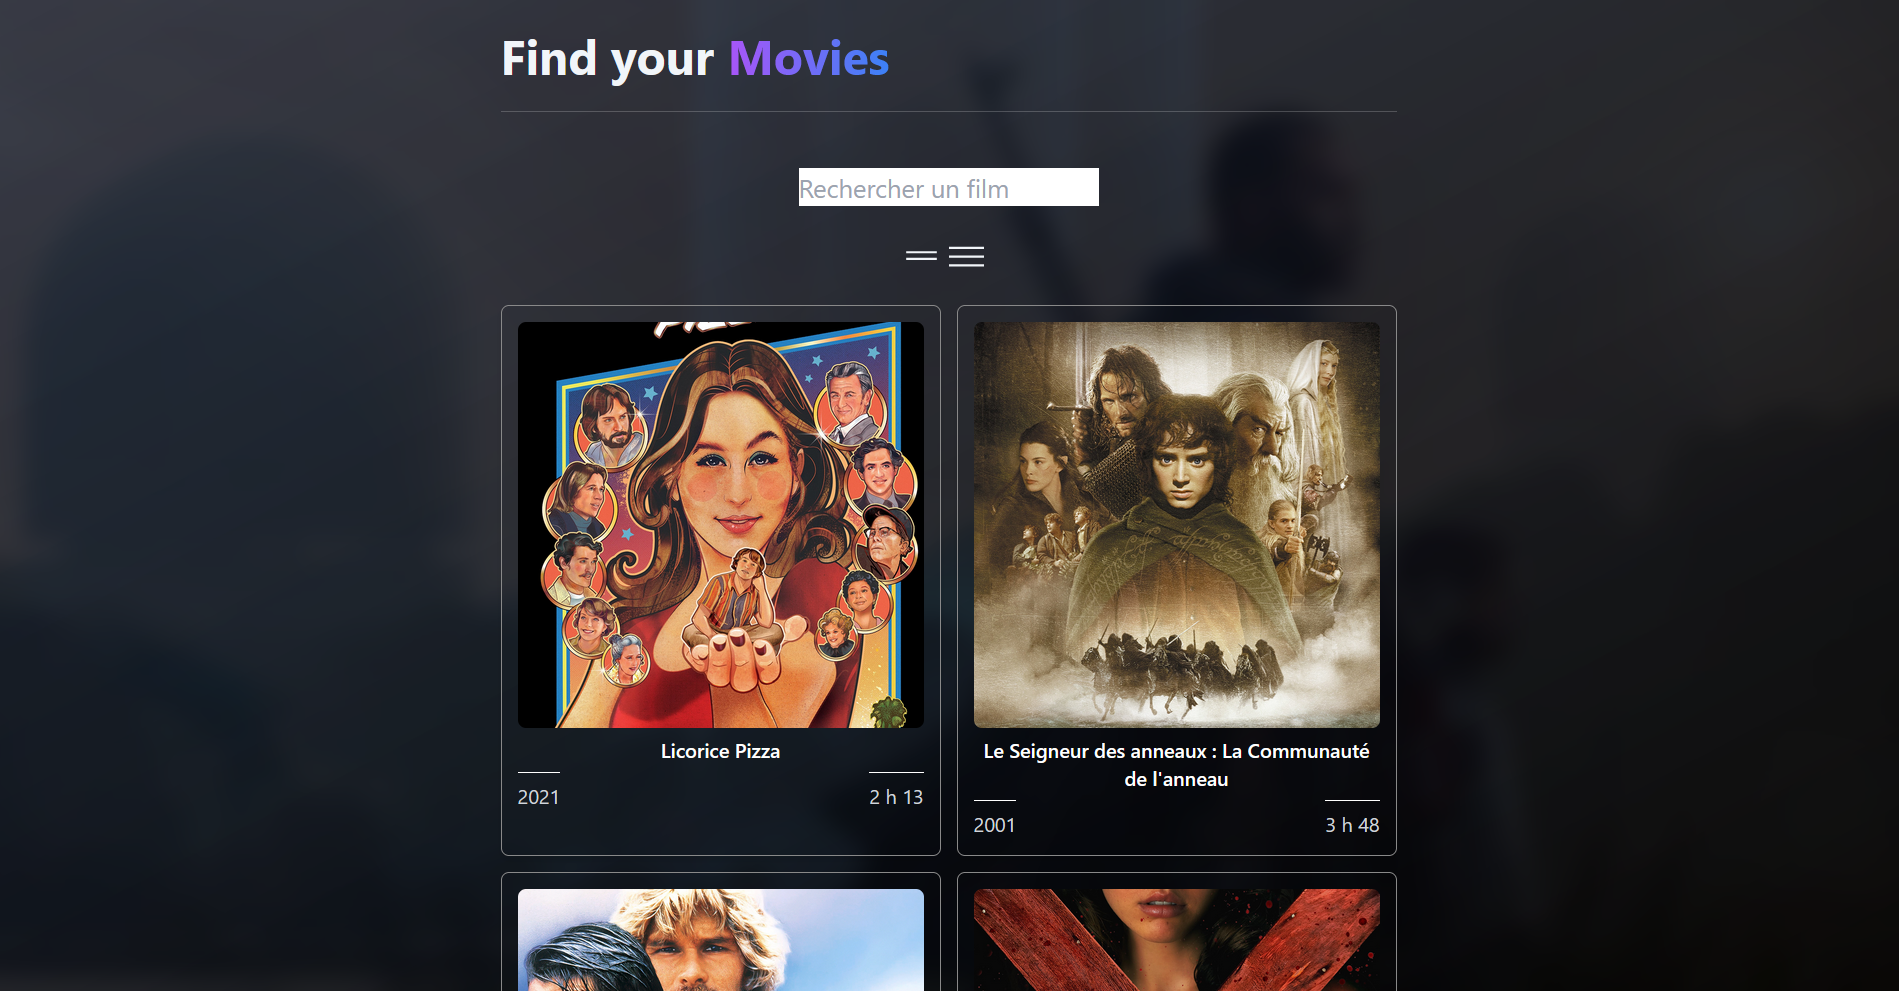 Find your Movies
Rechercher un film
Licorice Pizza
2021
2 h 13
Le Seigneur des anneaux : La Communauté
de l'anneau
2001
3 h 48